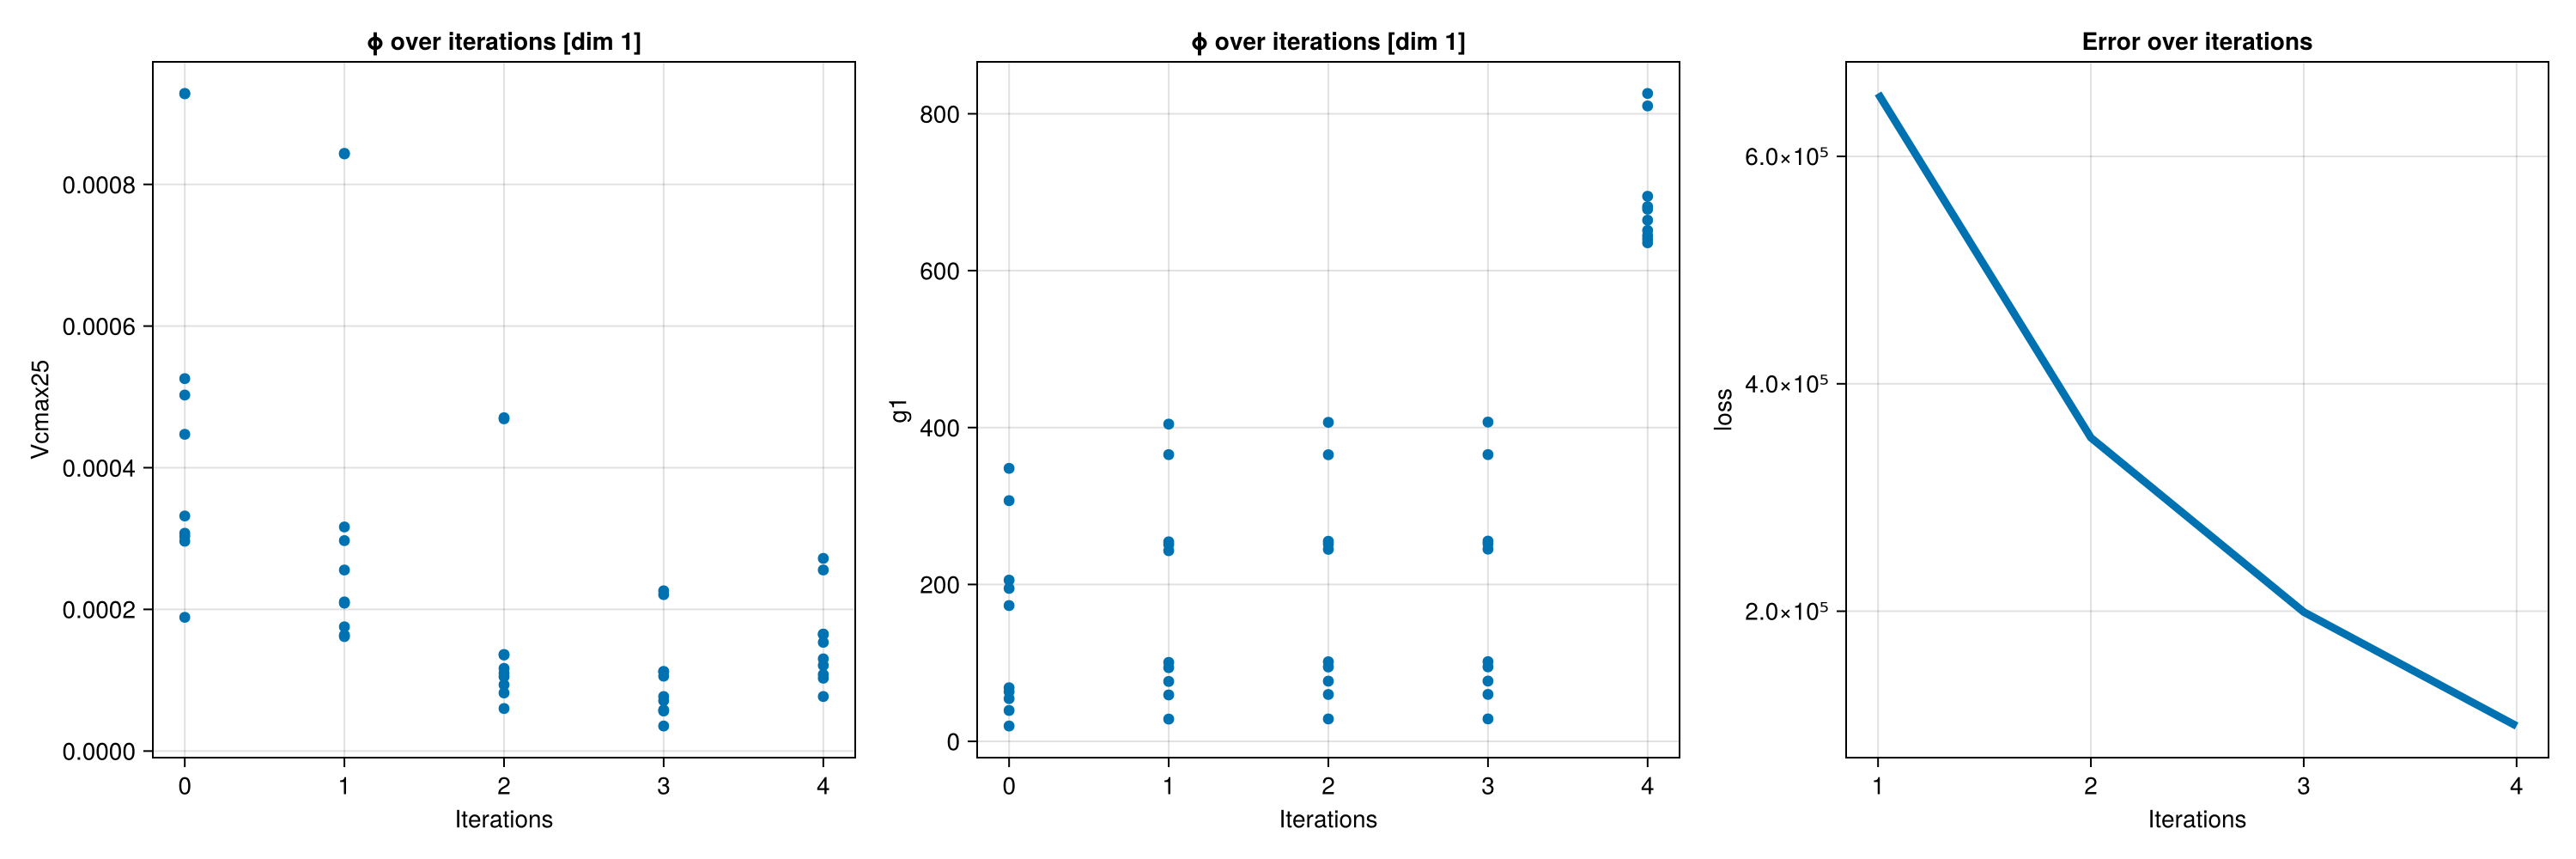 ϕ over iterations [dim 1]
Vcmax25
0.0008
0.0006
0.0004
0.0002
0.0000
0 1 2 3 4
Iterations
ϕ over iterations [dim 1]
g1
800
600
400
200
0
0 1 2 3 4
Iterations
Error over iterations
loss
6.0×10⁵
4.0×10⁵
2.0×10⁵
1 2 3 4
Iterations